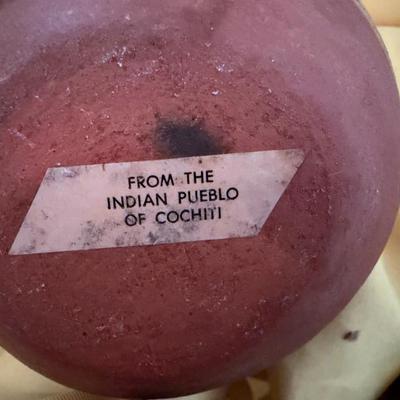 FROM THE
INDIAN PUEBLO
OF COCHITI